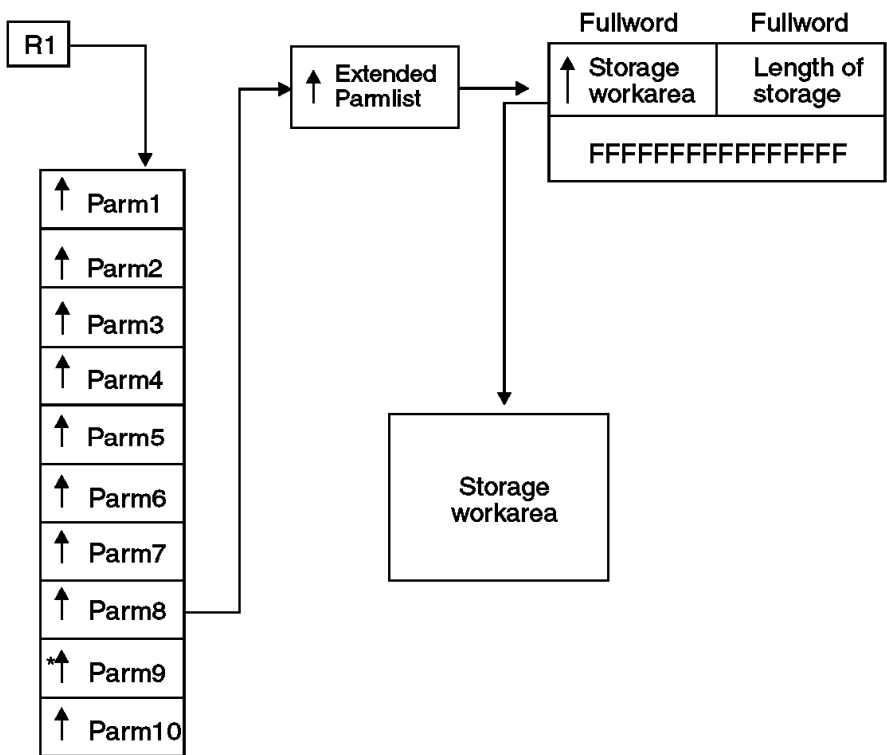 R1
Extended
Parmlist
Fullword
Fullword
Storage
workarea
Length of
storage
FFFFFFFFFFFFFFFF
Parm1
Parm2
Parm3
Parm4
Parm5
Parm6
Parm7
Parm8
* Parm9
Parm10
Storage
workarea